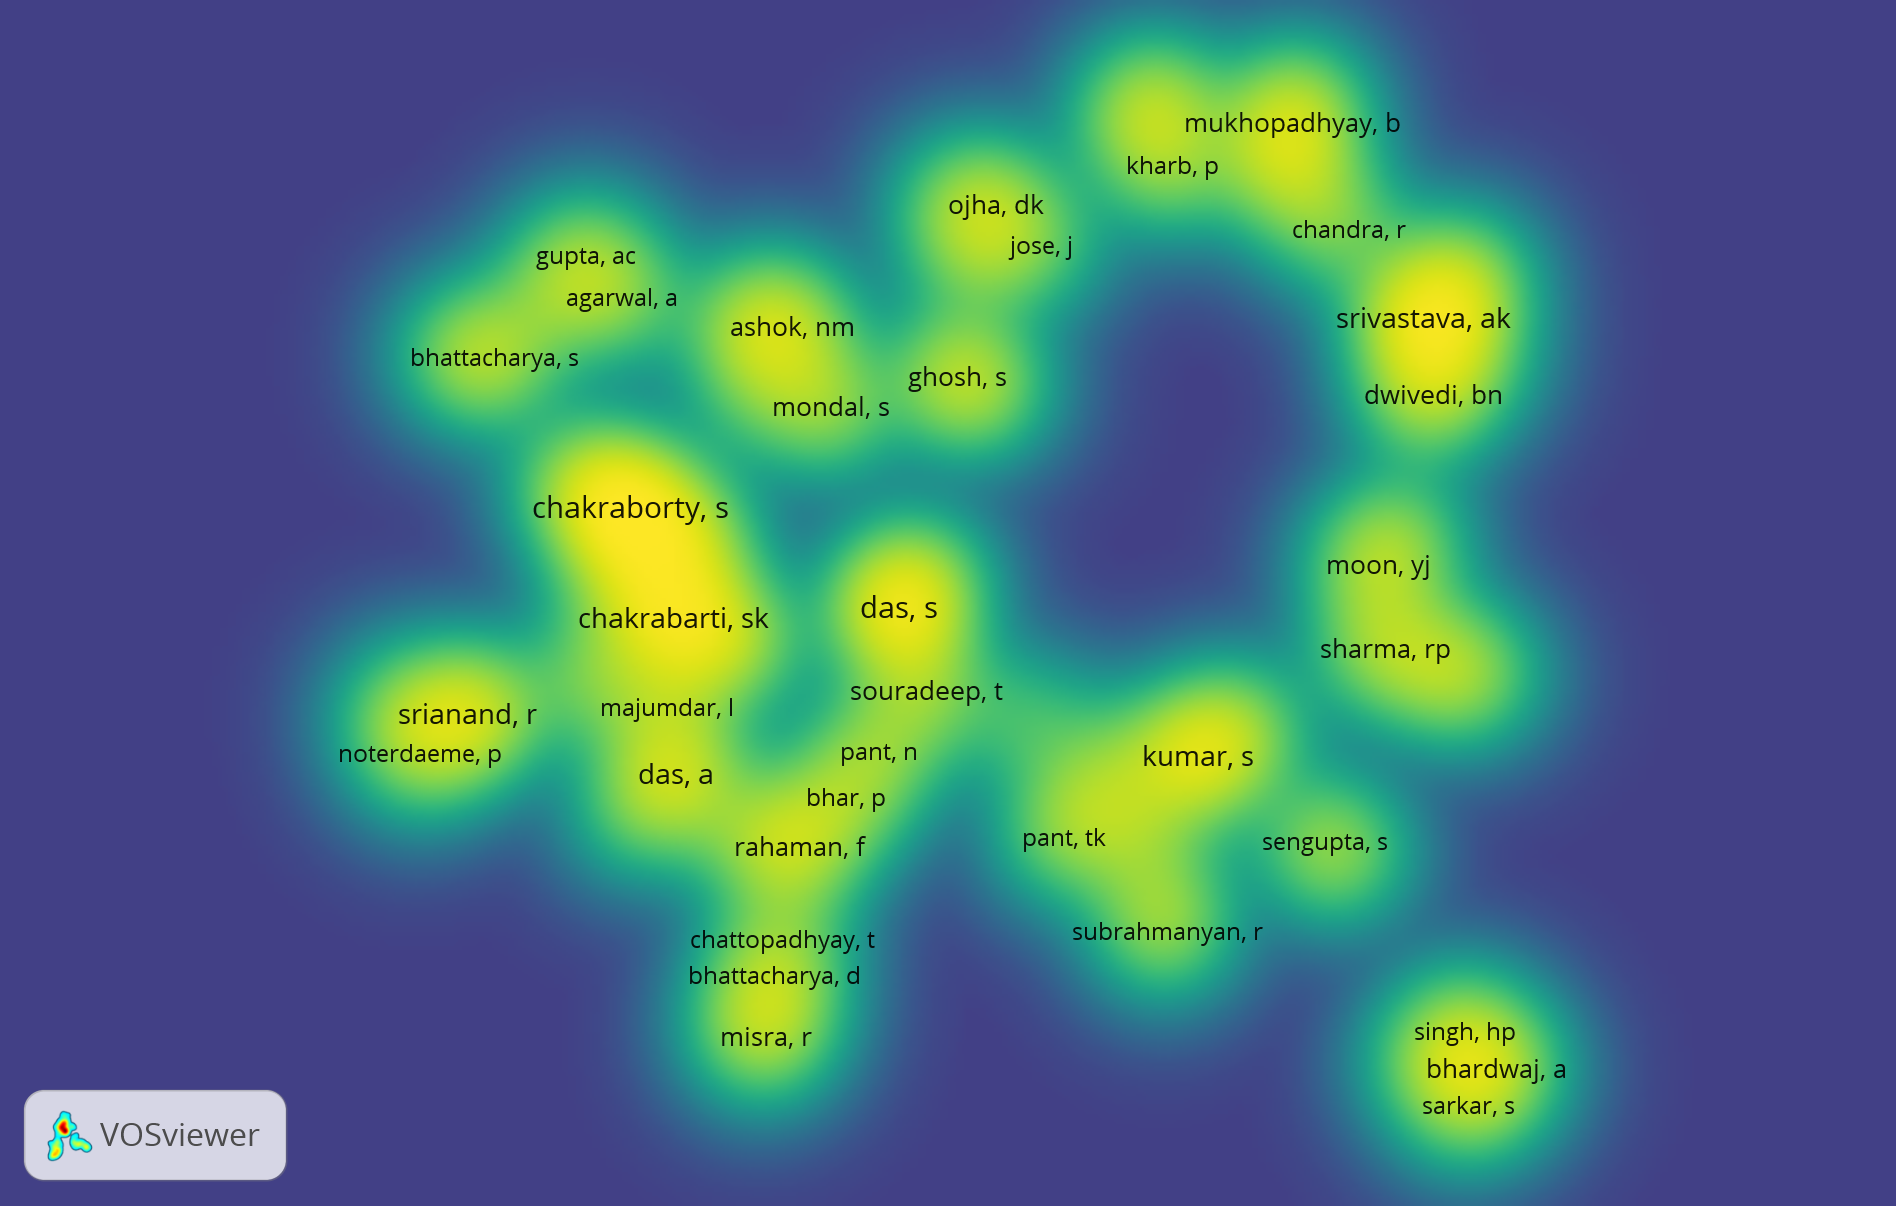 mukhopadhyay, b
kharb, p
ojha, dk
chandra, r
jose, j
gupta, ac
agarwal, a
srivastava, ak
ashok, nm
bhattacharya, s
ghosh, s
dwivedi, bn
mondal, s
chakraborty, s
moon, yj
das, s
chakrabarti, sk
sharma, rp
souradeep, t
majumdar, l
srianand, r
noterdaeme, p
pant, n
kumar, s
das, a
bhar, p
pant, tk
sengupta, s
rahaman, f
subrahmanyan, r
chattopadhyay, t
bhattacharya, d
singh, hp
misra, r
bhardwaj, a
sarkar, s
VOSviewer